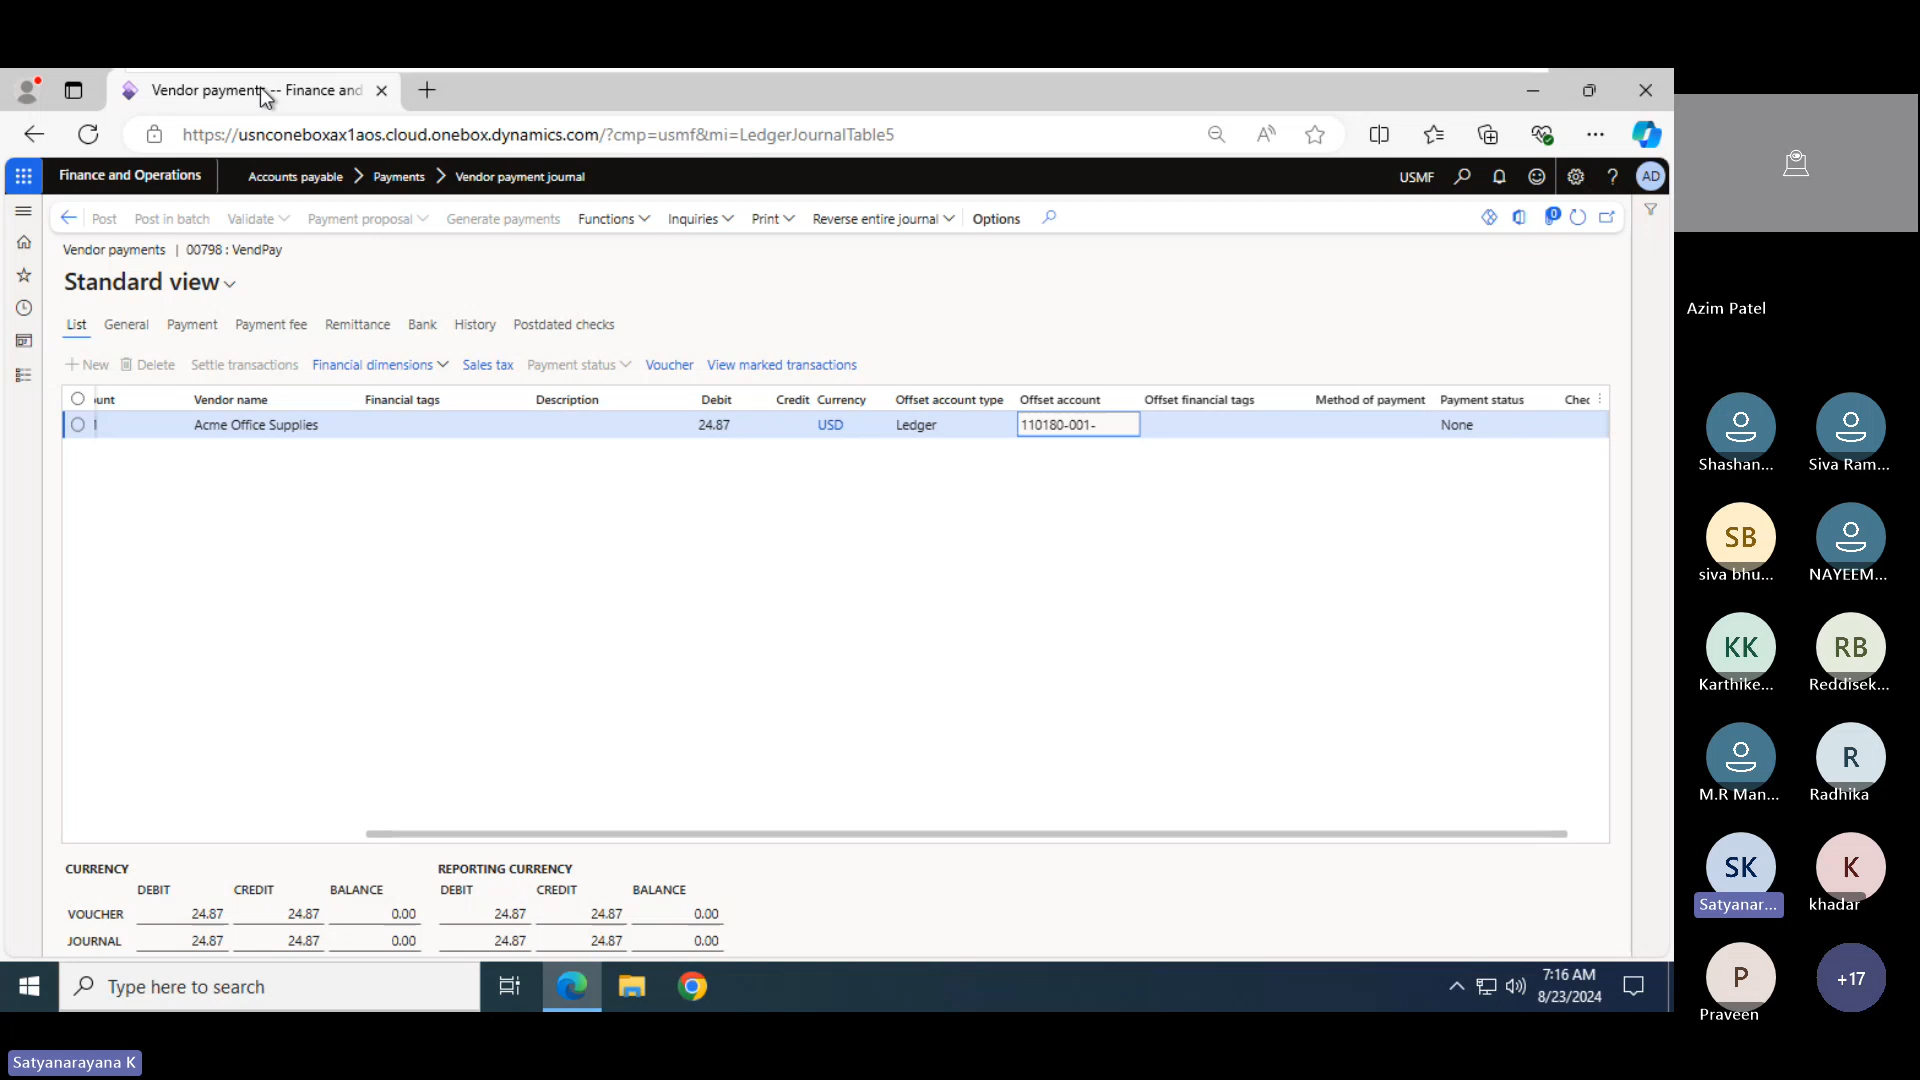 Vendor payments -- Finance and
https://usnconeboxax1aos.cloud.onebox.dynamics.com/?cmp=usmf&mi=LedgerJournalTable5
Finance and Operations
Accounts payable
Payments
Vendor payment journal
USMF
AD
Post
Post in batch
Validate
Payment proposal
Generate payments
Functions
Inquiries
Print
Reverse entire journal
Options
0
Vendor payments | 00798 : VendPay
Standard view
List
General
Payment
Payment fee
Remittance
Bank
History
Postdated checks
New
Delete
Settle transactions
Financial dimensions
Sales tax
Payment status
Voucher
View marked transactions
unt
Vendor name
Financial tags
Description
Debit
Credit
Currency
Offset account type
Offset account
Offset financial tags
Method of payment
Payment status
Chec
Acme Office Supplies
24.87
USD
Ledger
110180-001-
None
CURRENCY
REPORTING CURRENCY
DEBIT CREDIT BALANCE DEBIT CREDIT BALANCE
VOUCHER 24.87 24.87 0.00 24.87 24.87 0.00
JOURNAL 24.87 24.87 0.00 24.87 24.87 0.00
Type here to search
7:16 AM
8/23/2024
Azim Patel
Shashan...
Siva Ram...
SB
siva bhu...
NAYEEM...
KK
Karthike...
RB
Reddisek...
M.R Man...
R
Radhika
SK
Satyanar...
K
khadar
P
Praveen
+17
Satyanarayana K